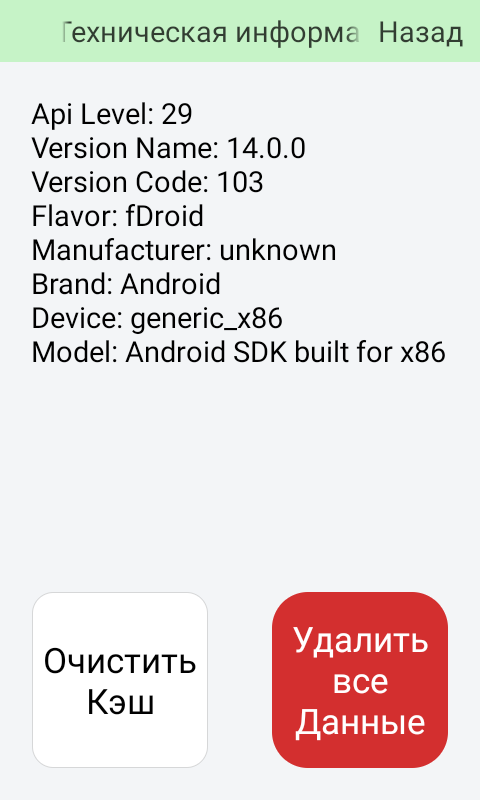 Техническая информа Назад
Api Level: 29
Version Name: 14.0.0
Version Code: 103
Flavor: fDroid
Manufacturer: unknown
Brand: Android
Device: generic_x86
Model: Android SDK built for x86
Очистить
Кэш
Удалить
все
Данные